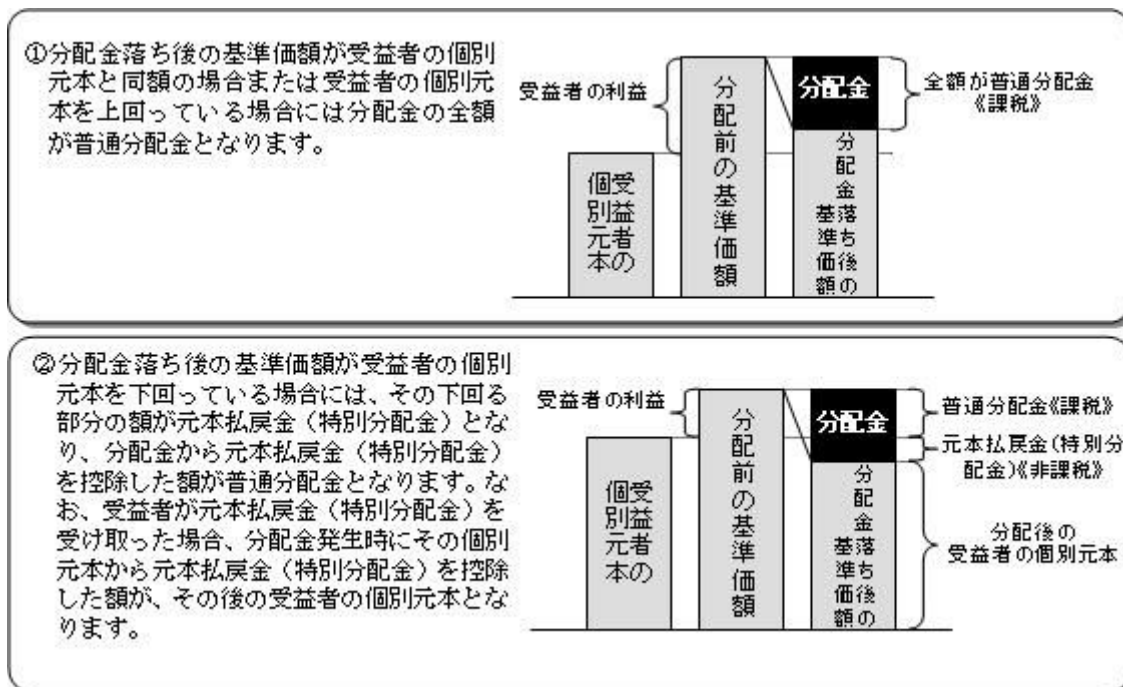 ①分配金落ち後の基準価額が受益者の個別
元本と同額の場合または受益者の個別元
本を上回っている場合には分配金の全額
が普通分配金となります。
受益者の利益
個別元本
受益者の
分配前の基準価額
分配金
分配金落ち後の
基準価額
全額が普通分配金
《課税》
②分配金落ち後の基準価額が受益者の個別
元本を下回っている場合には、その下回る
部分の額が元本払戻金（特別分配金）とな
り、分配金から元本払戻金（特別分配金）
を控除した額が普通分配金となります。な
お、受益者が元本払戻金（特別分配金）を
受け取った場合、分配金発生時にその個別
元本から元本払戻金（特別分配金）を控除
した額が、その後の受益者の個別元本とな
ります。
受益者の利益
受益者の
個別元本
分配前の基準価額
分配金
分配金落ち後の
基準価額
普通分配金《課税》
元本払戻金(特別分
配金)《非課税》
分配後の
受益者の個別元本